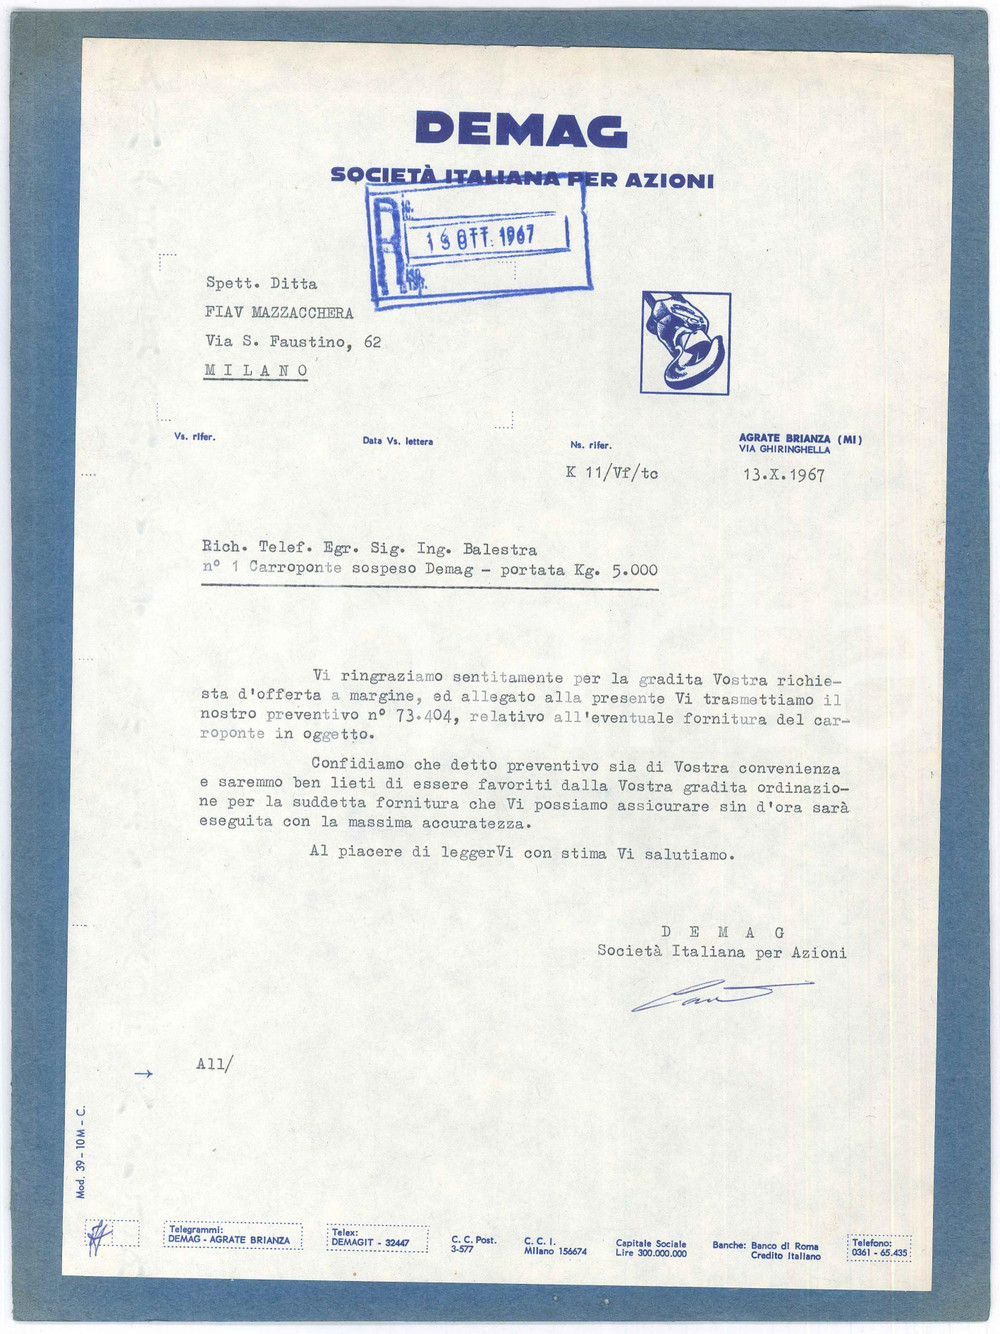 DEMAG
SOCIETÀ ITALIANA PER AZIONI
Ric.
OTT. 1967
Risp.
Spett. Ditta
FIAV MAZZACCHERA
Via S. Faustino, 62
MILANO
Vs. rifer.
Data Vs. lettera
Ns. rifer.
AGRATE BRIANZA (MI)
VIA GHIRINGHELLA
K 11/Vf/tc
13.X.1967
Rich. Telef. Egr. Sig. Ing. Balestra
n° 1 Carroponte sospeso Demag - portata Kg. 5.000
Vi ringraziamo sentitamente per la gradita Vostra richie-
sta d'offerta a margine, ed allegato alla presente Vi trasmettiamo il
nostro preventivo n° 73.404, relativo all'eventuale fornitura del car-
roponte in oggetto.
Confidiamo che detto preventivo sia di Vostra convenienza
e saremmo ben lieti di essere favoriti dalla Vostra gradita ordinazio-
ne per la suddetta fornitura che Vi possiamo assicurare sin d'ora sarà
eseguita con la massima accuratezza.
Al piacere di leggerVi con stima Vi salutiamo.
D E M A G
Società Italiana per Azioni
All/
Mod. 39 - 10 M - C.
Telegrammi:
DEMAG - AGRATE BRIANZA
Telex:
DEMAGIT - 32447
C. C. Post.
3-577
C. C. I.
Milano 156674
Capitale Sociale
Lire 300.000.000
Banche: Banco di Roma
Credito Italiano
Telefono:
0361 - 65.435